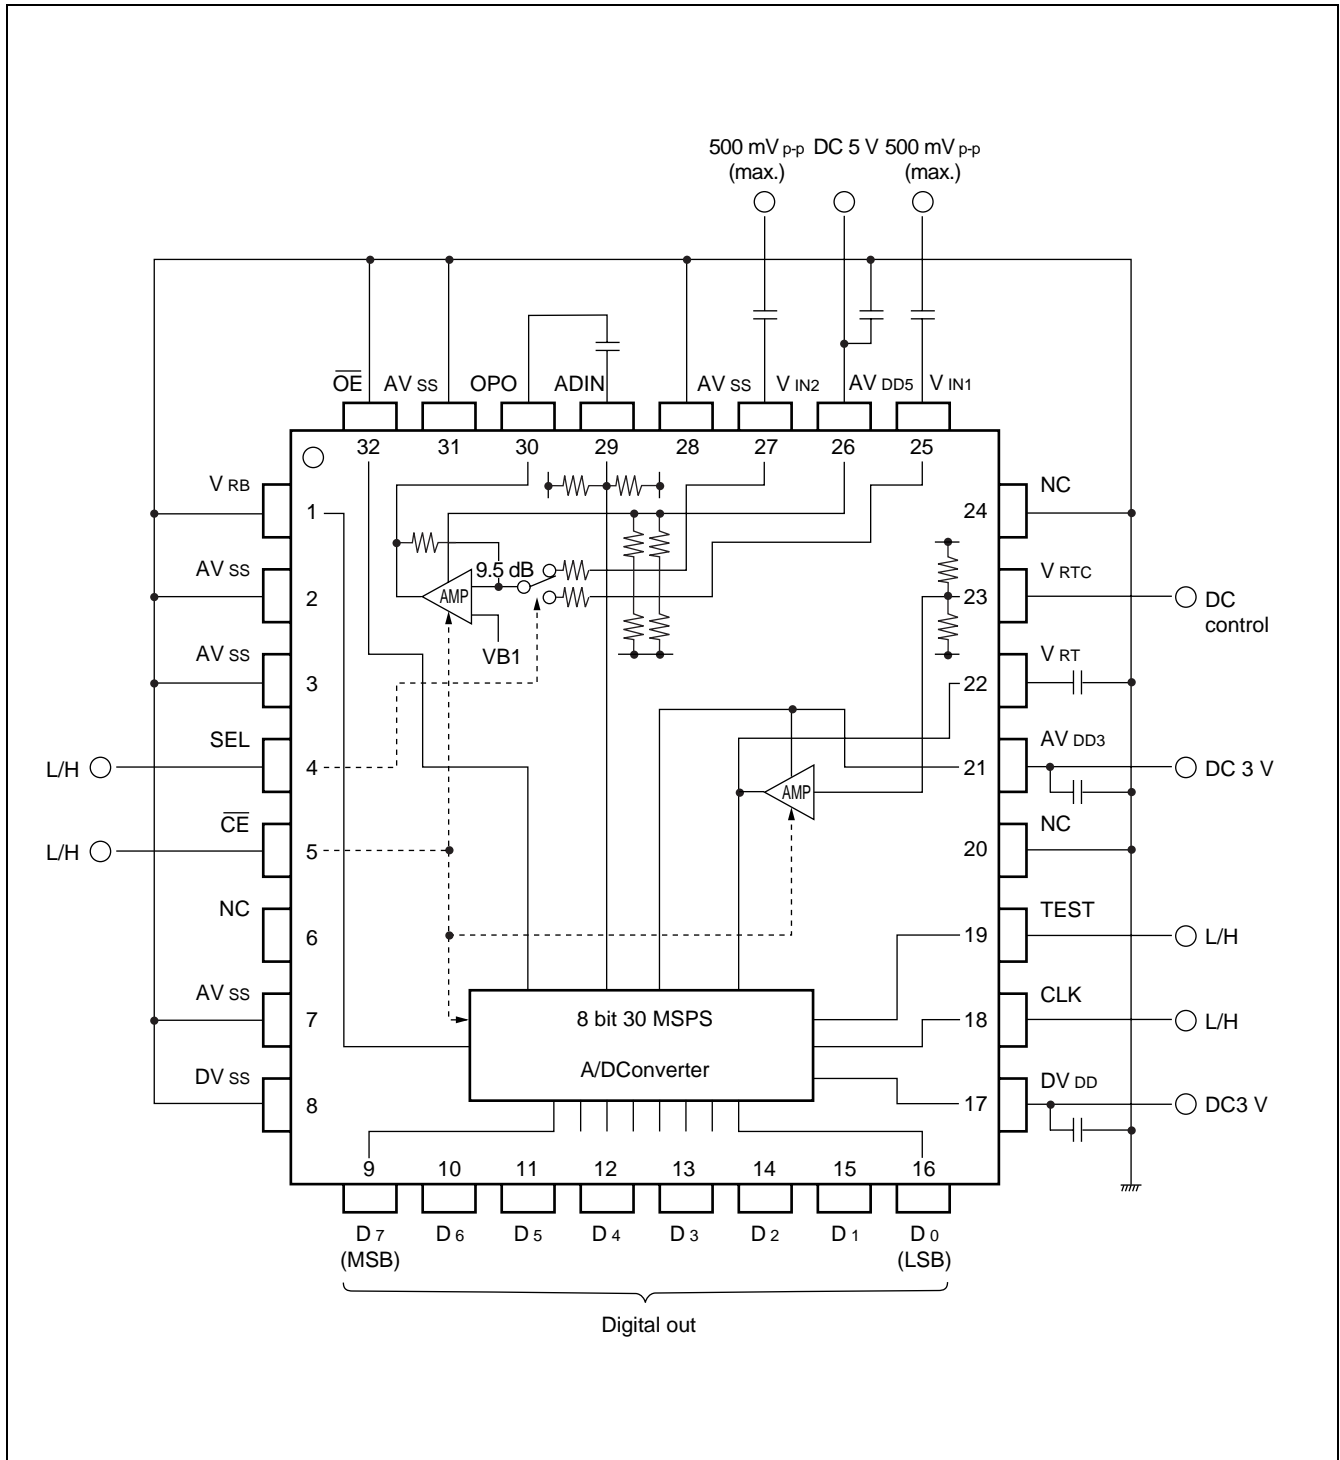 500 mV p-p DC 5 V 500 mV p-p
(max.) (max.)
OE AV SS OPO ADIN AV SS V IN2 AV DD5 V IN1
32 31 30 29 28 27 26 25
V RB
1
AV SS
2
AV SS
3
SEL
L/H
4
CE
L/H
5
NC
6
AV SS
7
DV SS
8
9.5 dB
AMP
VB1
AMP
8 bit 30 MSPS
A/DConverter
NC
24
V RTC
23
DC
control
V RT
22
AV DD3
21
DC 3 V
NC
20
TEST
19
L/H
CLK
18
L/H
DV DD
17
DC3 V
9 10 11 12 13 14 15 16
D 7 D 6 D 5 D 4 D 3 D 2 D 1 D 0
(MSB) (LSB)
Digital out